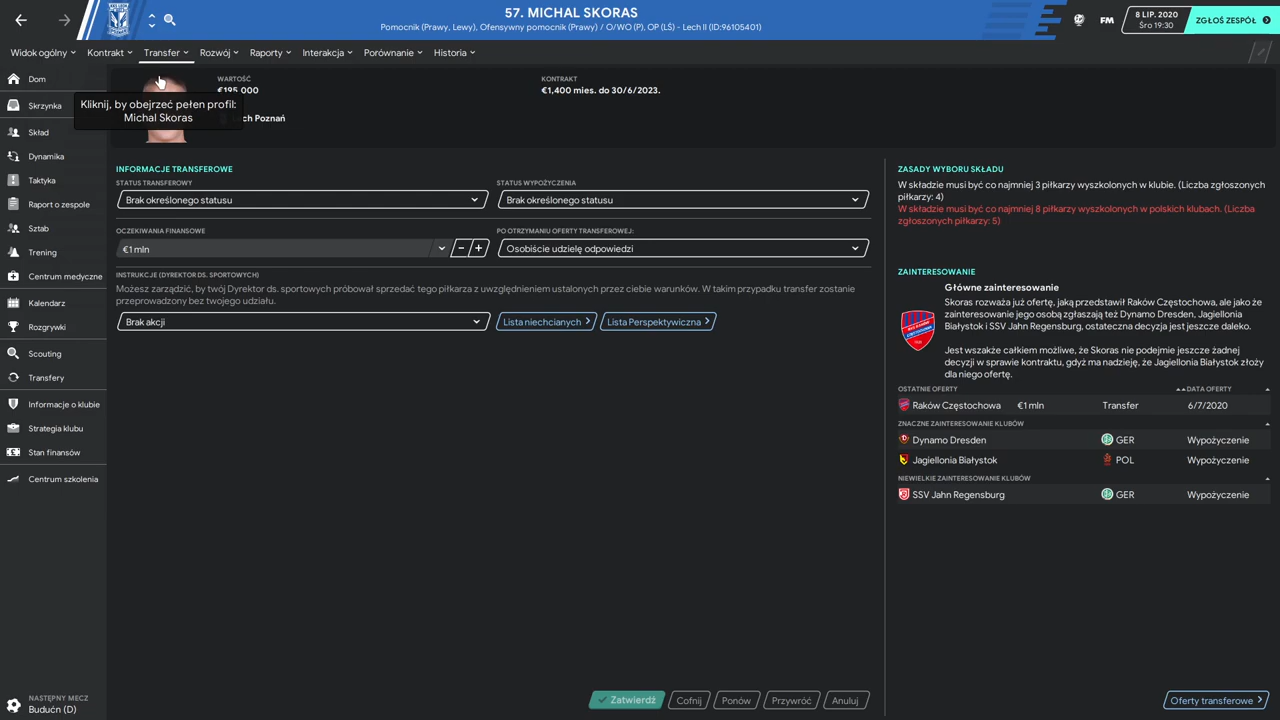 57. MICHAL SKORAS
Pomocnik (Prawy, Lewy), Ofensywny pomocnik (Prawy) / O/WO (P), OP (LŚ) - Lech II (ID:96105401)
FM
8 LIP. 2020
Śro 19:30
ZGŁOŚ ZESPÓŁ
Widok ogólny
Kontrakt
Transfer
Rozwój
Raporty
Interakcja
Porównanie
Historia
Dom
Skrzynka
Skład
Dynamika
Taktyka
Raport o zespole
Sztab
Trening
Centrum medyczne
Kalendarz
Rozgrywki
Scouting
Transfery
Informacje o klubie
Strategia klubu
Stan finansów
Centrum szkolenia
NASTĘPNY MECZ
Budućn (D)
WARTOŚĆ
€195 000
Kliknij, by obejrzeć pełen profil:
Michal Skoras
Lech Poznań
KONTRAKT
€1,400 mies. do 30/6/2023.
INFORMACJE TRANSFEROWE
STATUS TRANSFEROWY
Brak określonego statusu
STATUS WYPOŻYCZENIA
Brak określonego statusu
OCZEKIWANIA FINANSOWE
€1 mln
PO OTRZYMANIU OFERTY TRANSFEROWEJ:
Osobiście udzielę odpowiedzi
INSTRUKCJE (DYREKTOR DS. SPORTOWYCH)
Możesz zarządzić, by twój Dyrektor ds. sportowych próbował sprzedać tego piłkarza z uwzględnieniem ustalonych przez ciebie warunków. W takim przypadku transfer zostanie
przeprowadzony bez twojego udziału.
Brak akcji
Lista niechcianych
Lista Perspektywiczna
ZASADY WYBORU SKŁADU
W składzie musi być co najmniej 3 piłkarzy wyszkolonych w klubie. (Liczba zgłoszonych
piłkarzy: 4)
W składzie musi być co najmniej 8 piłkarzy wyszkolonych w polskich klubach. (Liczba
zgłoszonych piłkarzy: 5)
ZAINTERESOWANIE
Główne zainteresowanie
Skoras rozważa już ofertę, jaką przedstawił Raków Częstochowa, ale jako że
zainteresowanie jego osobą zgłaszają też Dynamo Dresden, Jagiellonia
Białystok i SSV Jahn Regensburg, ostateczna decyzja jest jeszcze daleko.
Jest wszakże całkiem możliwe, że Skoras nie podejmie jeszcze żadnej
decyzji w sprawie kontraktu, gdyż ma nadzieję, że Jagiellonia Białystok złoży
dla niego ofertę.
OSTATNIE OFERTY
DATA OFERTY
Raków Częstochowa €1 mln Transfer 6/7/2020
ZNACZNE ZAINTERESOWANIE KLUBÓW
Dynamo Dresden GER Wypożyczenie
Jagiellonia Białystok POL Wypożyczenie
NIEWIELKIE ZAINTERESOWANIE KLUBÓW
SSV Jahn Regensburg GER Wypożyczenie
Zatwierdź
Cofnij
Ponów
Przywróć
Anuluj
Oferty transferowe